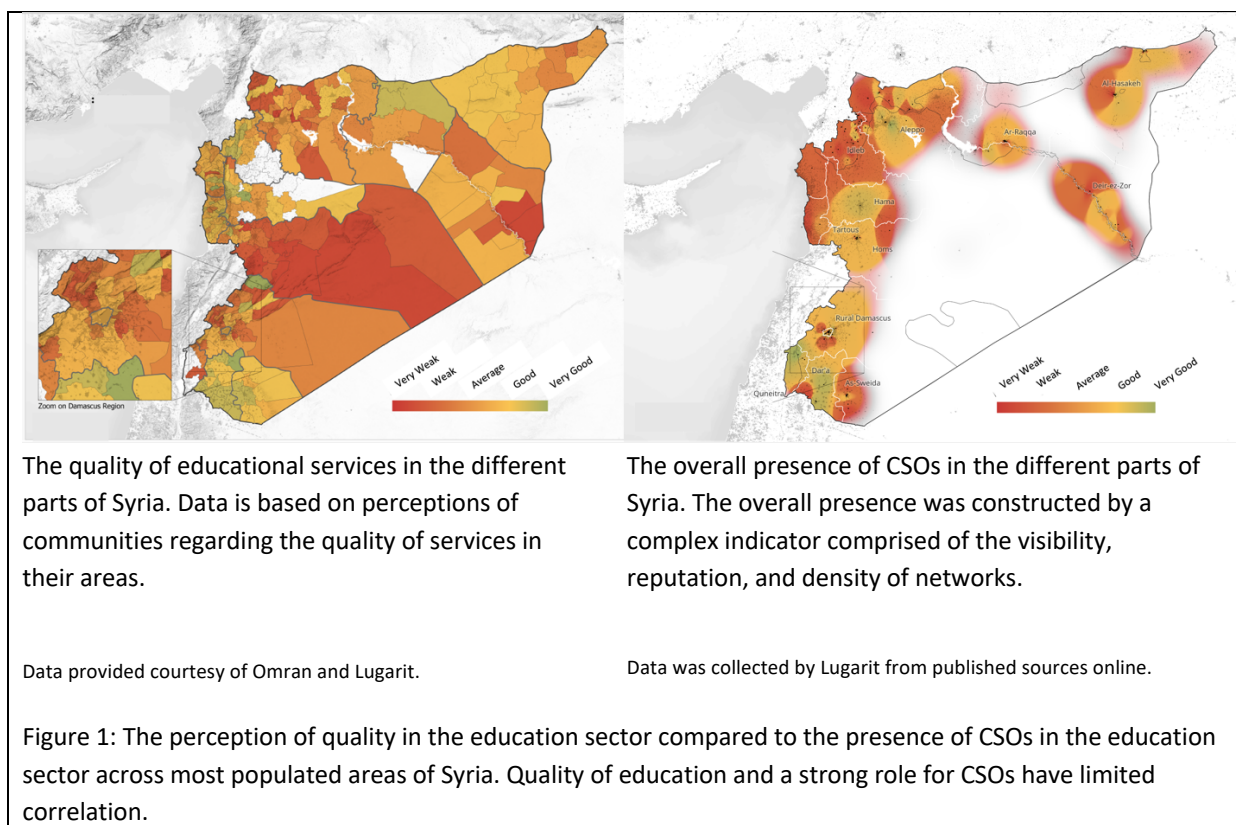 Very Weak
Weak
Average
Good
Very Good
Zoom on Damascus Region
Al-Hasakeh
Aleppo
Ar-Raqqa
Idleb
Deir-ez-Zor
Hama
Tartous
Homs
Rural Damascus
Dara
As-Sweida
Quneitra
Very Weak
Weak
Average
Good
Very Good
The quality of educational services in the different
parts of Syria. Data is based on perceptions of
communities regarding the quality of services in
their areas.
Data provided courtesy of Omran and Lugarit.
The overall presence of CSOs in the different parts of
Syria. The overall presence was constructed by a
complex indicator comprised of the visibility,
reputation, and density of networks.
Data was collected by Lugarit from published sources online.
Figure 1: The perception of quality in the education sector compared to the presence of CSOs in the education
sector across most populated areas of Syria. Quality of education and a strong role for CSOs have limited
correlation.